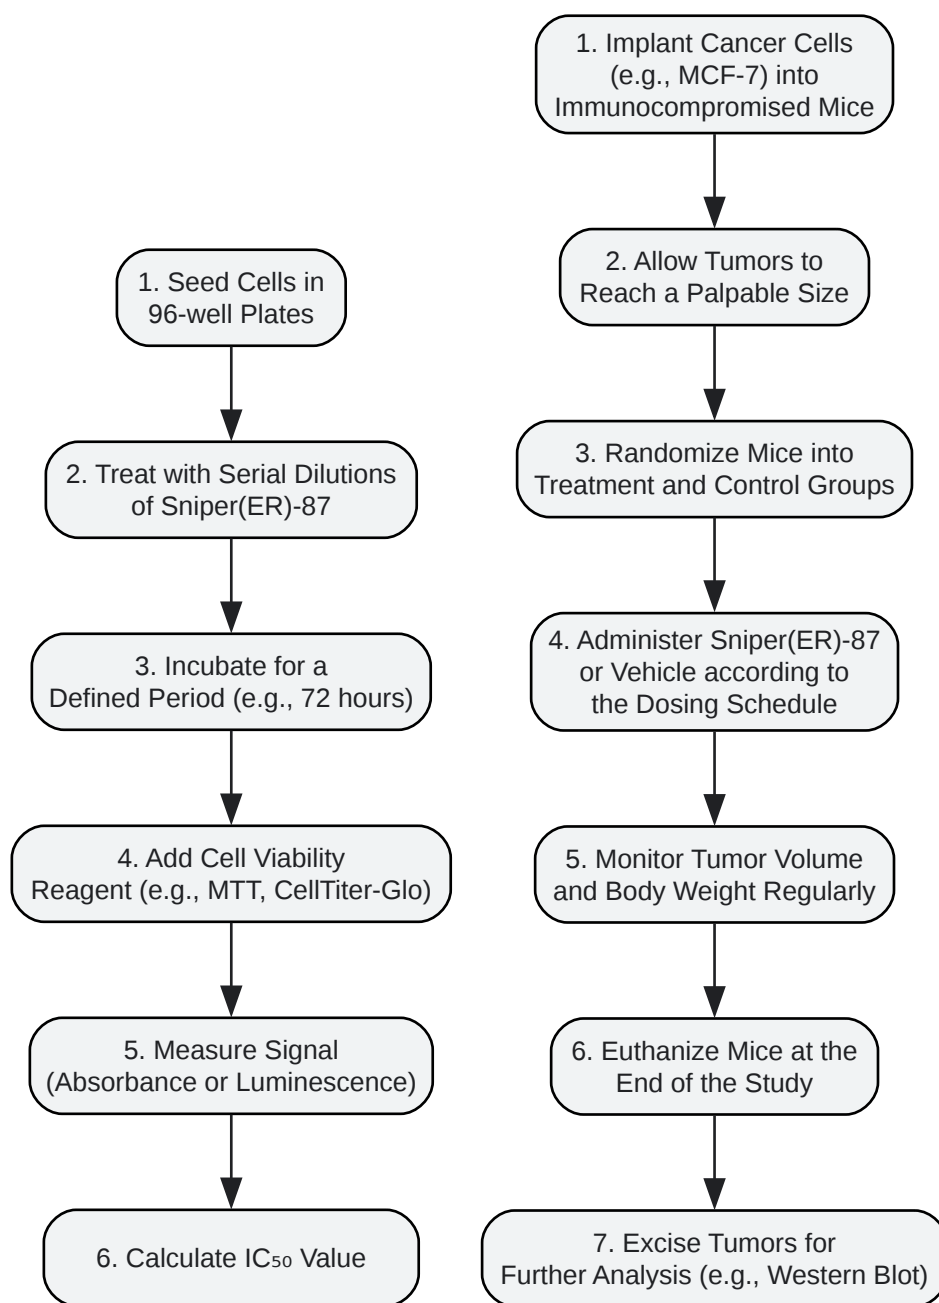 1. Seed Cells in
96-well Plates
2. Treat with Serial Dilutions
of Sniper(ER)-87
3. Incubate for a
Defined Period (e.g., 72 hours)
4. Add Cell Viability
Reagent (e.g., MTT, CellTiter-Glo)
5. Measure Signal
(Absorbance or Luminescence)
6. Calculate IC₅₀ Value
1. Implant Cancer Cells
(e.g., MCF-7) into
Immunocompromised Mice
2. Allow Tumors to
Reach a Palpable Size
3. Randomize Mice into
Treatment and Control Groups
4. Administer Sniper(ER)-87
or Vehicle according to
the Dosing Schedule
5. Monitor Tumor Volume
and Body Weight Regularly
6. Euthanize Mice at the
End of the Study
7. Excise Tumors for
Further Analysis (e.g., Western Blot)